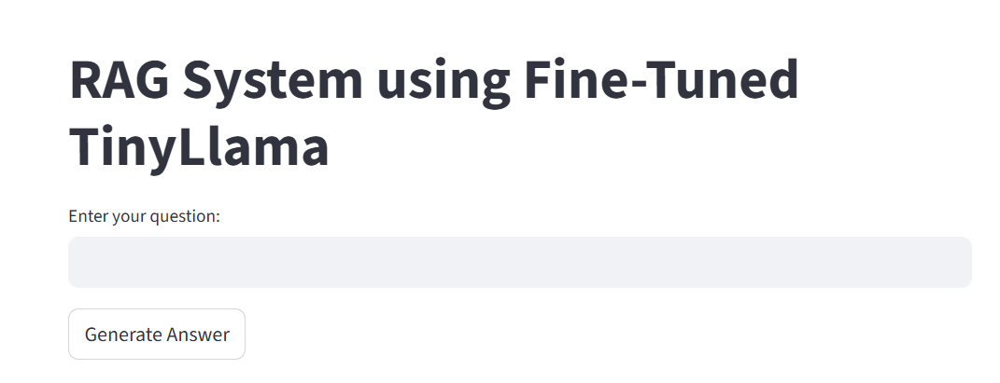 RAG System using Fine-Tuned
TinyLlama
Enter your question:
Generate Answer